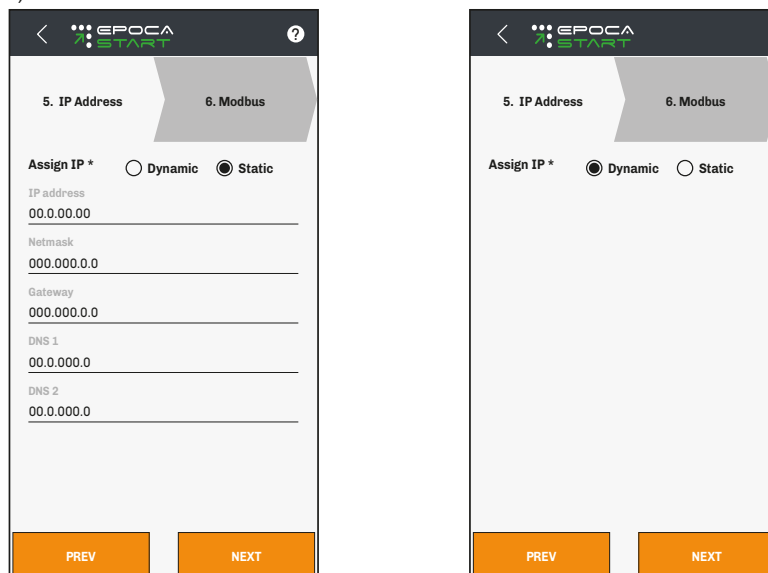 EPOCA
START
?
5. IP Address
6. Modbus
Assign IP *
Dynamic
Static
IP address
00.0.00.00
Netmask
000.000.0.0
Gateway
000.000.0.0
DNS 1
00.0.000.0
DNS 2
00.0.000.0
PREV
NEXT
EPOCA
START
5. IP Address
6. Modbus
Assign IP *
Dynamic
Static
PREV
NEXT